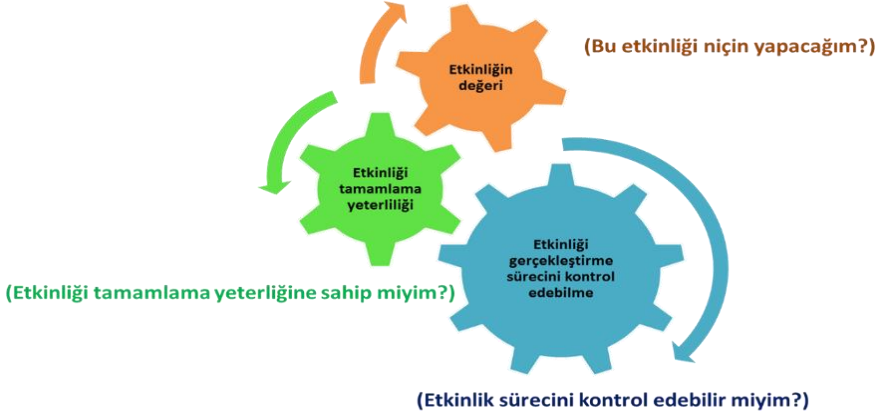 Etkinliğin
değeri
(Bu etkinliği niçin yapacağım?)
Etkinliği
tamamlama
yeterliliği
(Etkinliği tamamlama yeterliğine sahip miyim?)
Etkinliği
gerçekleştirme
sürecini kontrol
edebilme
(Etkinlik sürecini kontrol edebilir miyim?)